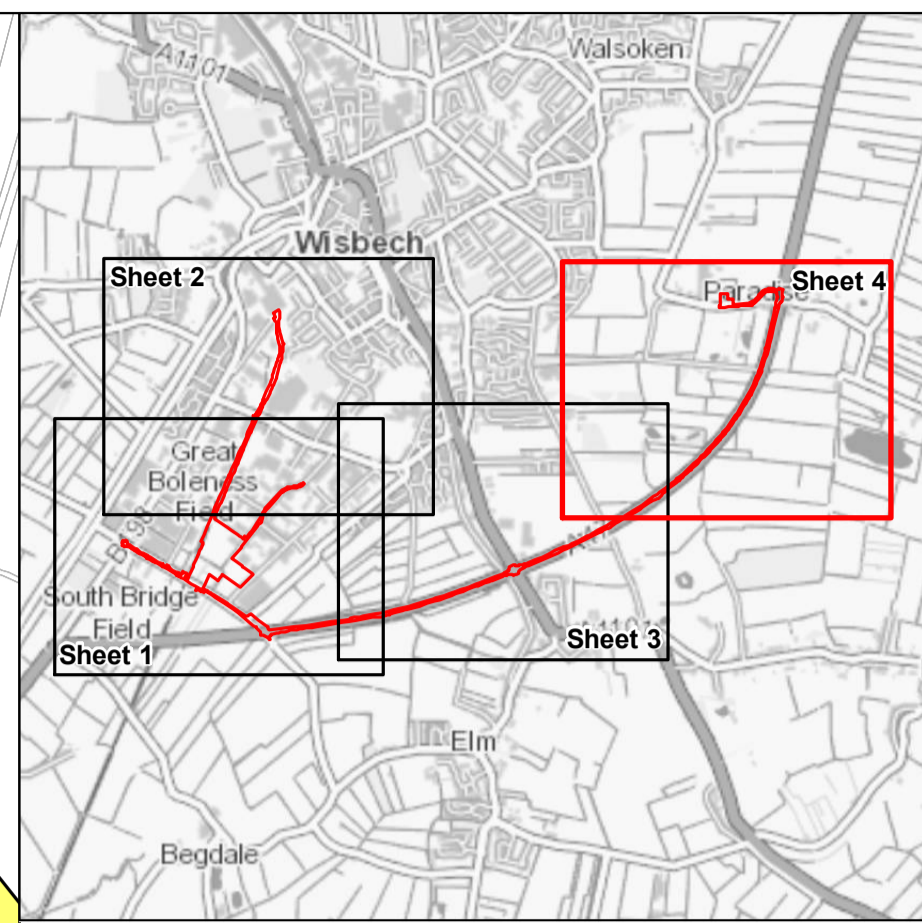 Walsoken
A1101
Wisbech
Sheet 2
Sheet 4
Paradise
Great
Boleness
Field
South Bridge
Field
Sheet 1
Sheet 3
Elm
Begdale